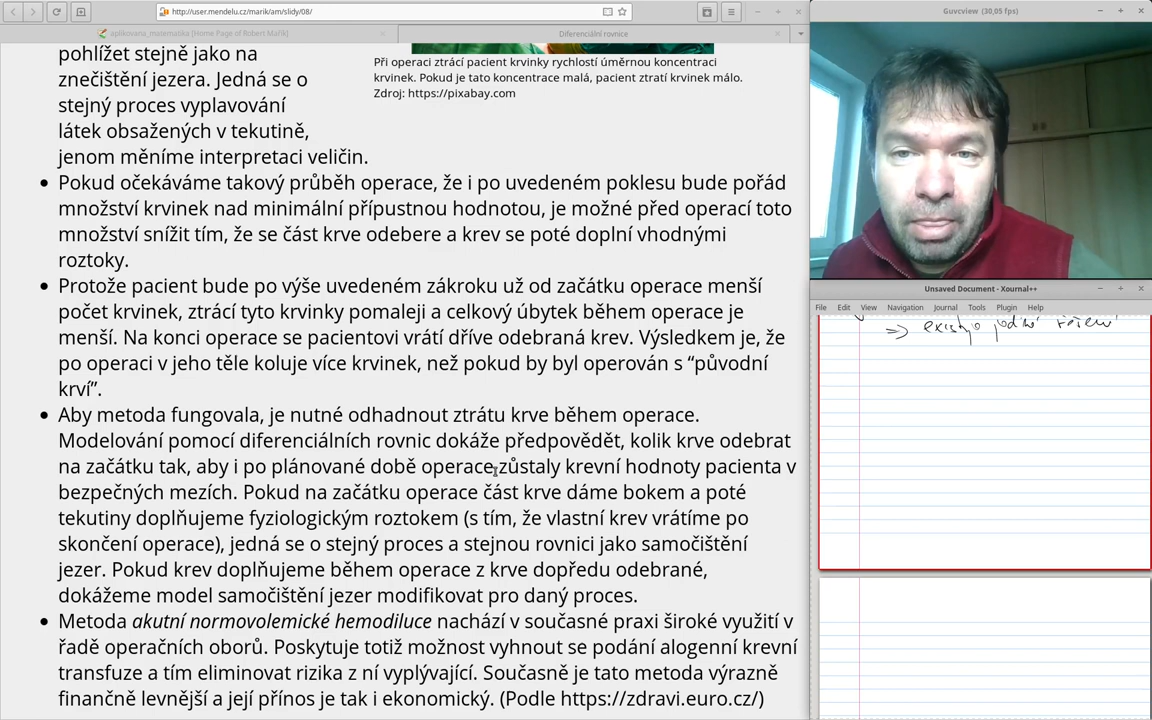 http://user.mendelu.cz/marik/am/slidy/08/
Guvcview (30,05 fps)
aplikovana_matematika [Home Page of Robert Mařík]
Diferenciální rovnice
pohlížet stejně jako na
znečištění jezera. Jedná se o
stejný proces vyplavování
látek obsažených v tekutině,
jenom měníme interpretaci veličin.
Při operaci ztrácí pacient krvinky rychlostí úměrnou koncentraci
krvinek. Pokud je tato koncentrace malá, pacient ztratí krvinek málo.
Zdroj: https://pixabay.com
Pokud očekáváme takový průběh operace, že i po uvedeném poklesu bude pořád
množství krvinek nad minimální přípustnou hodnotou, je možné před operací toto
množství snížit tím, že se část krve odebere a krev se poté doplní vhodnými
roztoky.
Protože pacient bude po výše uvedeném zákroku už od začátku operace menší
počet krvinek, ztrácí tyto krvinky pomaleji a celkový úbytek během operace je
menší. Na konci operace se pacientovi vrátí dříve odebraná krev. Výsledkem je, že
po operaci v jeho těle koluje více krvinek, než pokud by byl operován s “původní
krví”.
Aby metoda fungovala, je nutné odhadnout ztrátu krve během operace.
Modelování pomocí diferenciálních rovnic dokáže předpovědět, kolik krve odebrat
na začátku tak, aby i po plánované době operace zůstaly krevní hodnoty pacienta v
bezpečných mezích. Pokud na začátku operace část krve dáme bokem a poté
tekutiny doplňujeme fyziologickým roztokem (s tím, že vlastní krev vrátíme po
skončení operace), jedná se o stejný proces a stejnou rovnici jako samočištění
jezer. Pokud krev doplňujeme během operace z krve dopředu odebrané,
dokážeme model samočištění jezer modifikovat pro daný proces.
Metoda akutní normovolemické hemodiluce nachází v současné praxi široké využití v
řadě operačních oborů. Poskytuje totiž možnost vyhnout se podání alogenní krevní
transfuze a tím eliminovat rizika z ní vyplývající. Současně je tato metoda výrazně
finančně levnější a její přínos je tak i ekonomický. (Podle https://zdravi.euro.cz/)
Unsaved Document - Xournal++
File Edit View Navigation Journal Tools Plugin Help
⇒ řešení